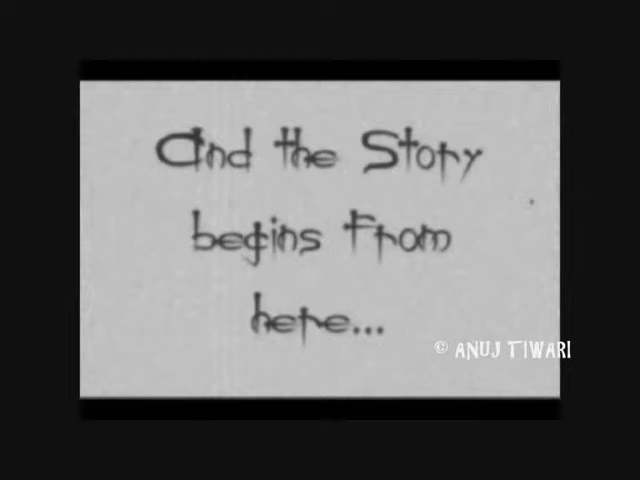 And the Story
begins from
here...
© ANUJ TIWARI